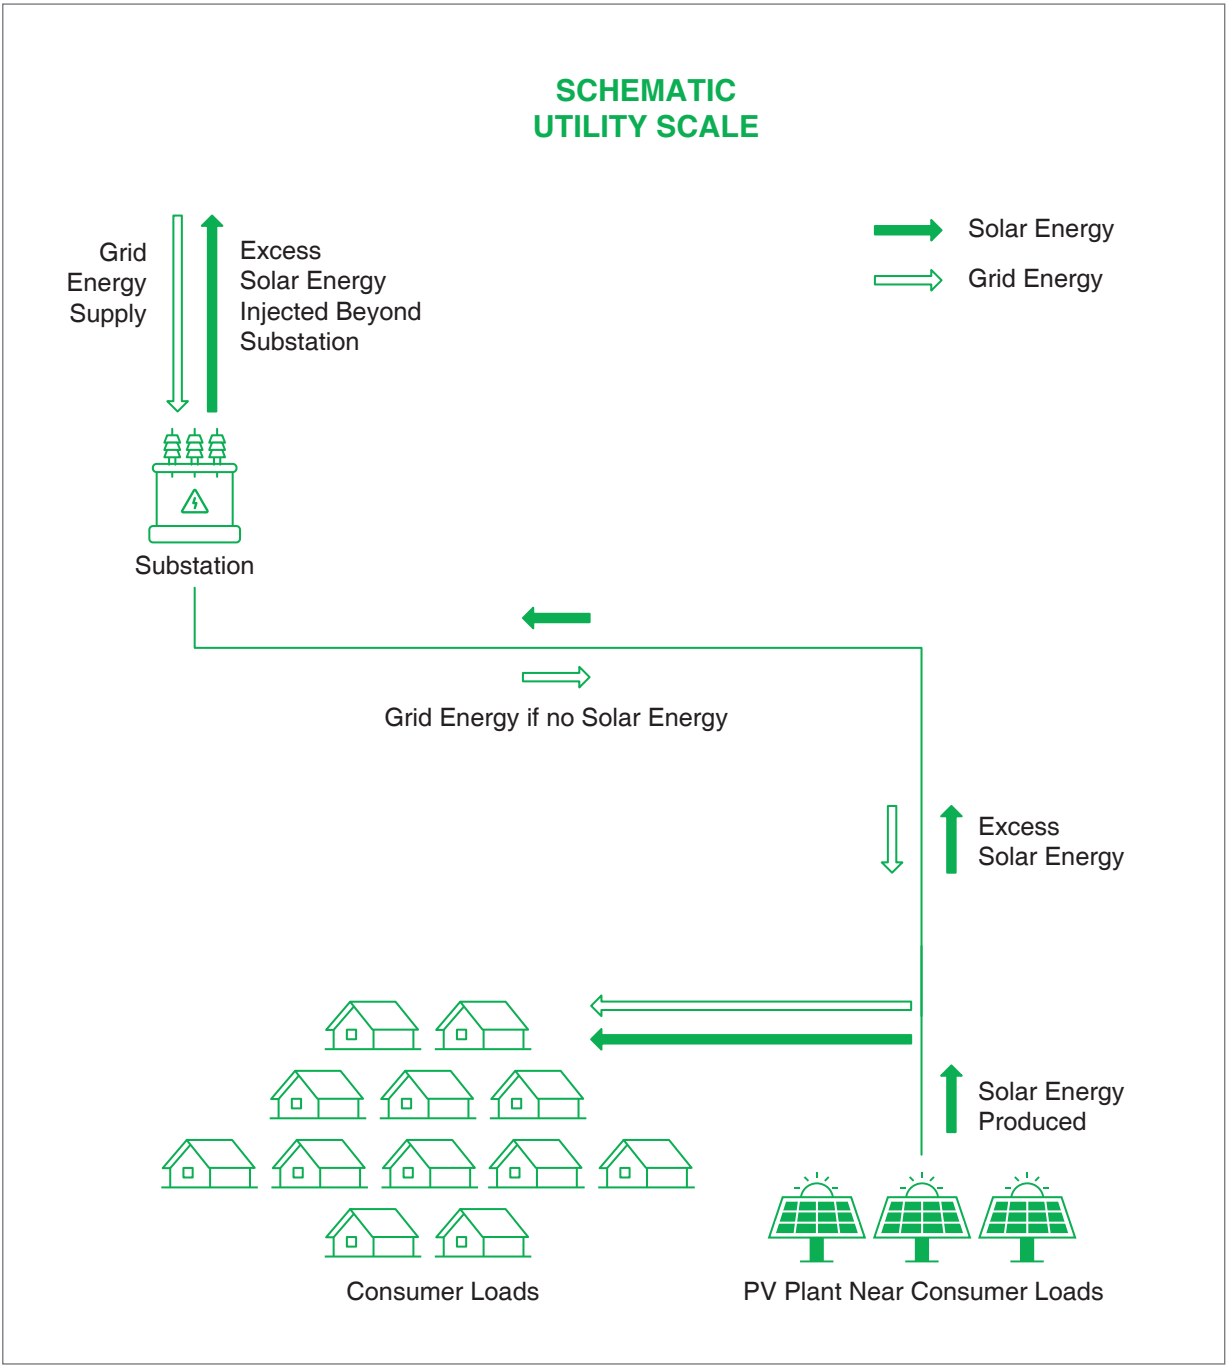 SCHEMATIC
UTILITY SCALE
Grid
Energy
Supply
Excess
Solar Energy
Injected Beyond
Substation
Solar Energy
Grid Energy
Substation
Grid Energy if no Solar Energy
Excess
Solar Energy
Solar Energy
Produced
Consumer Loads
PV Plant Near Consumer Loads